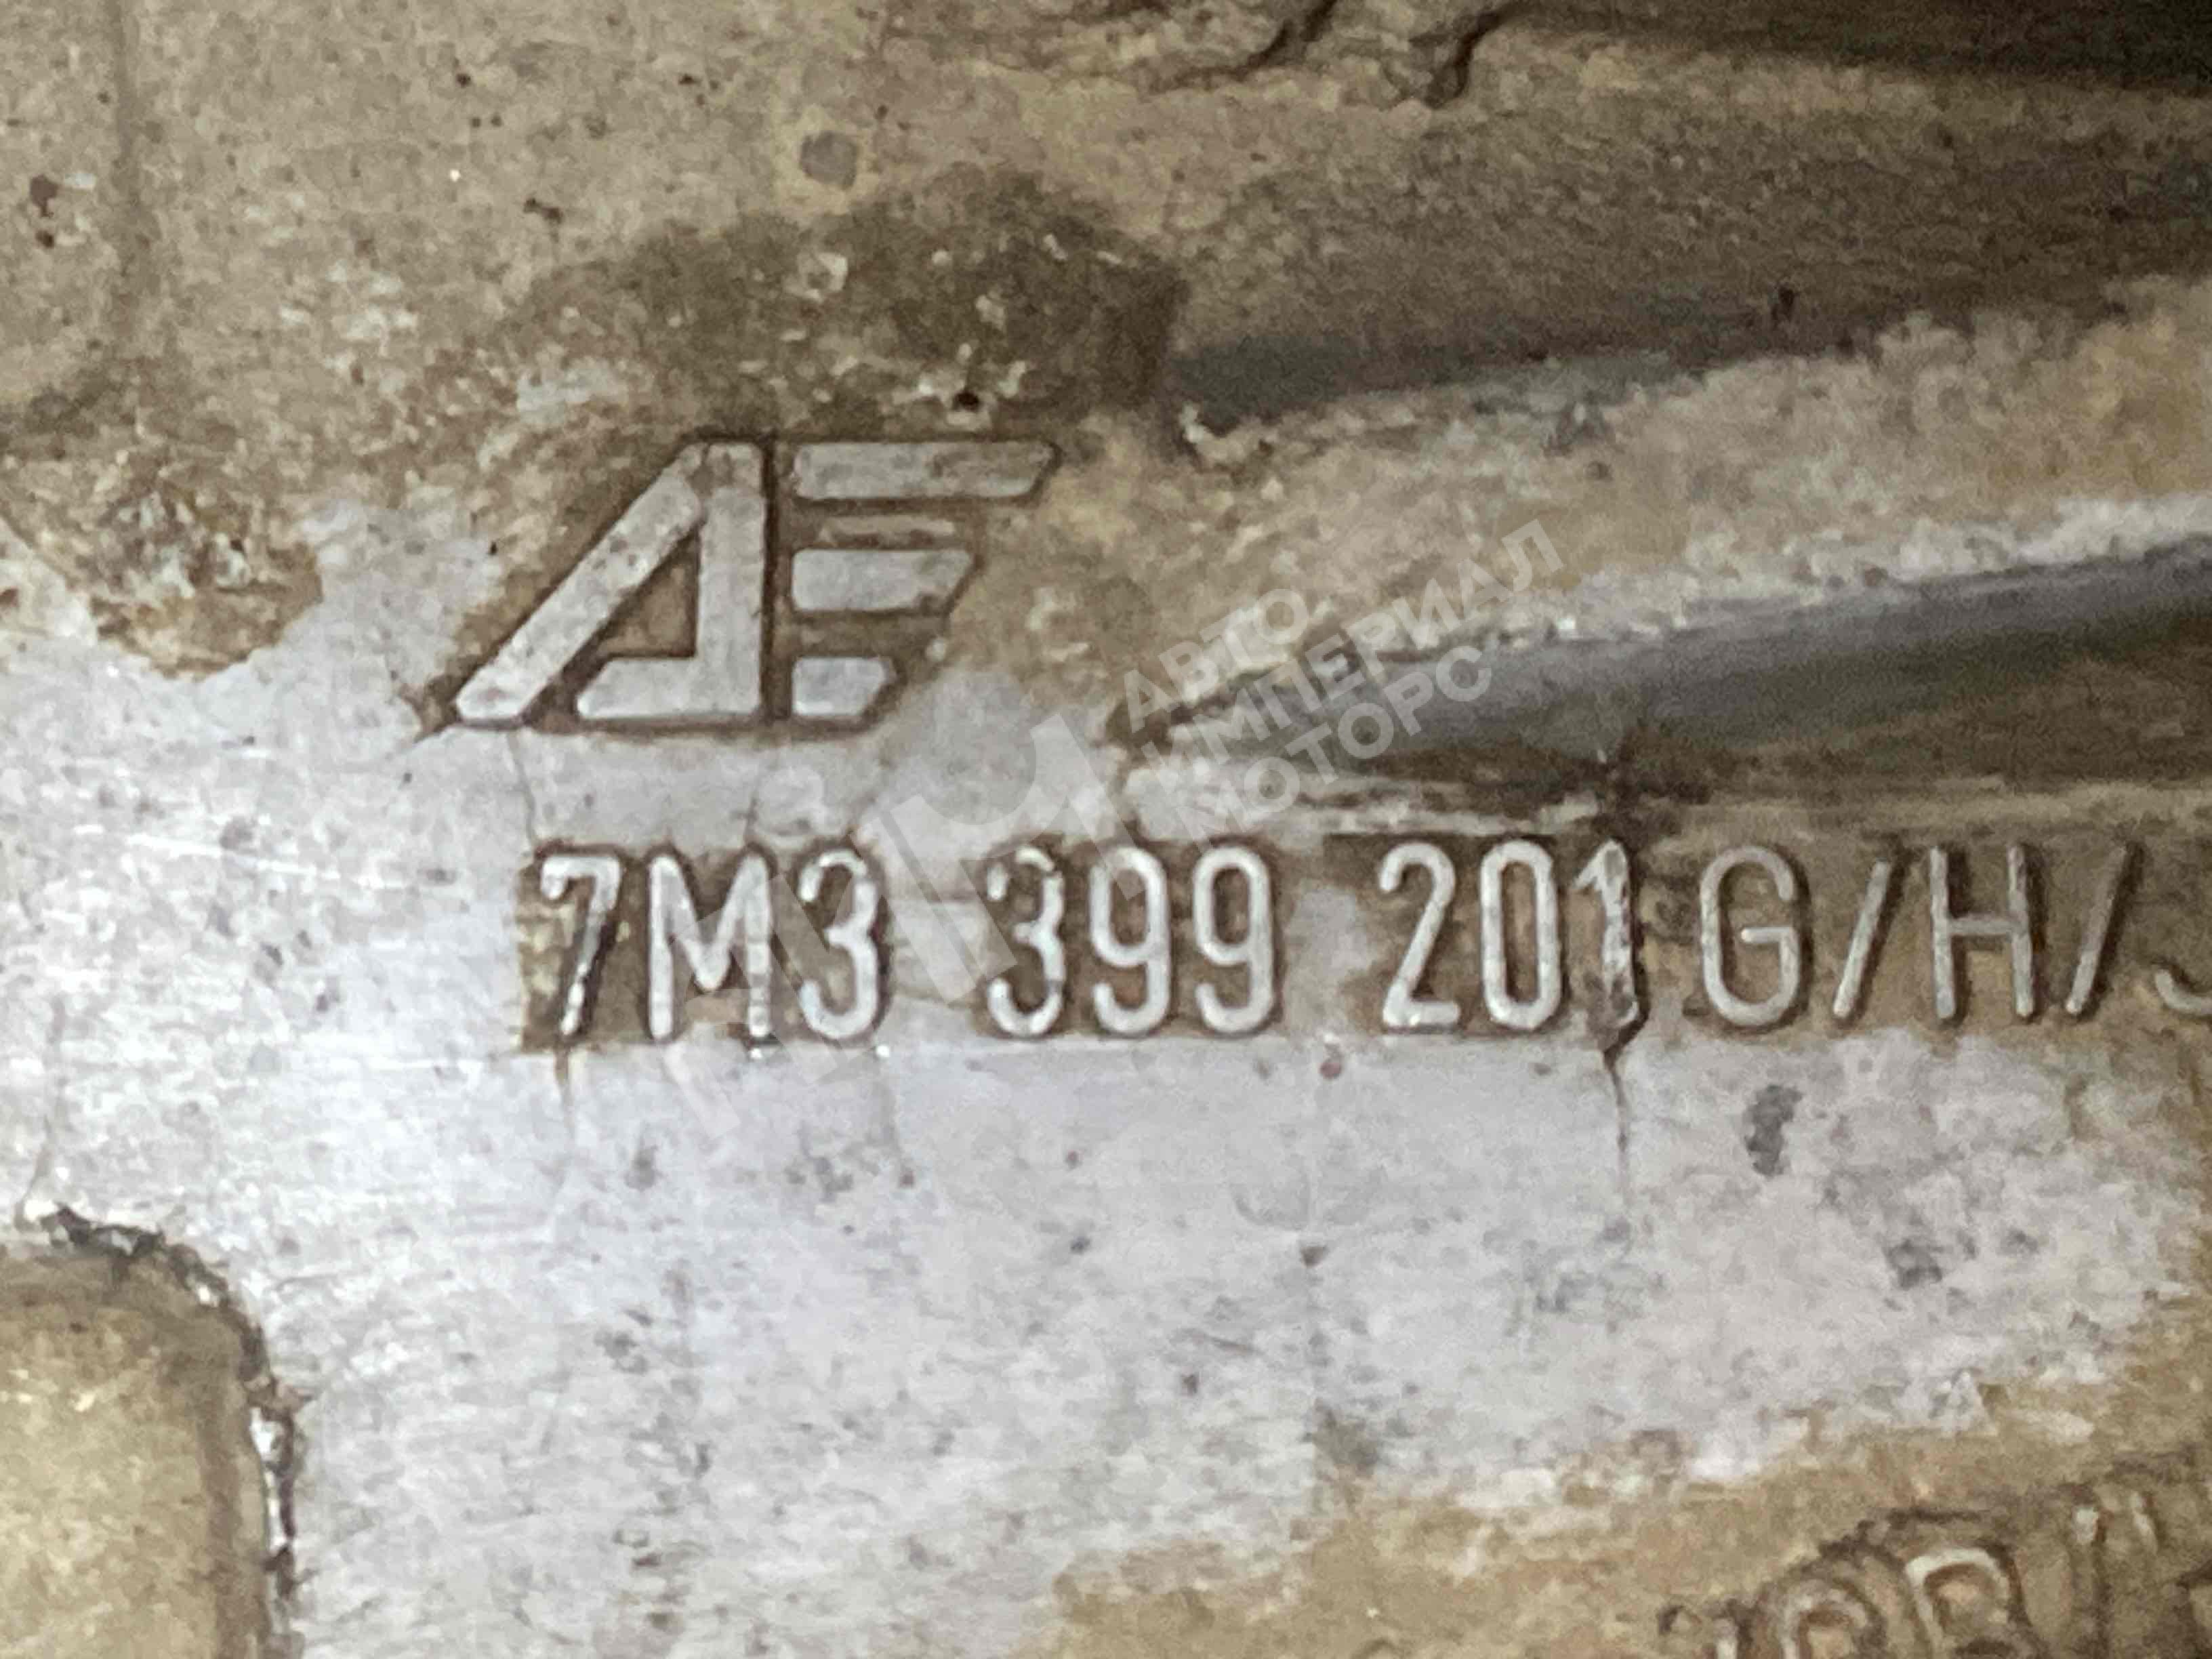 AE
АВТО
ИМПЕРИАЛ
МОТОРС
7M3 399 201 G/H/